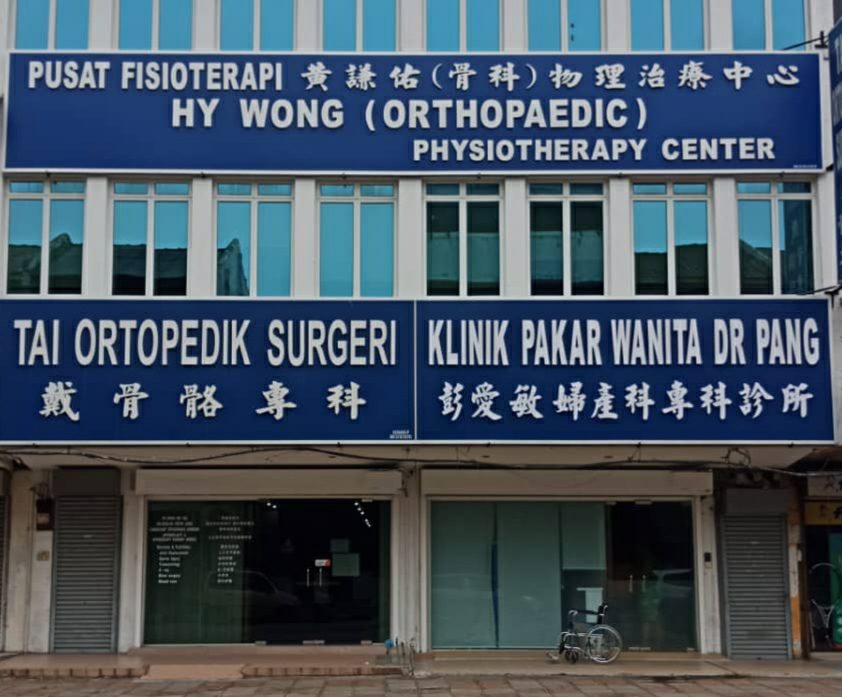 PUSAT FISIOTERAPI 黄謙佑(骨科)物理治療中心
HY WONG (ORTHOPAEDIC)
PHYSIOTHERAPY CENTER
TAI ORTOPEDIK SURGERI
戴骨骼專科
KLINIK PAKAR WANITA DR PANG
彭愛敏婦產科專科診所